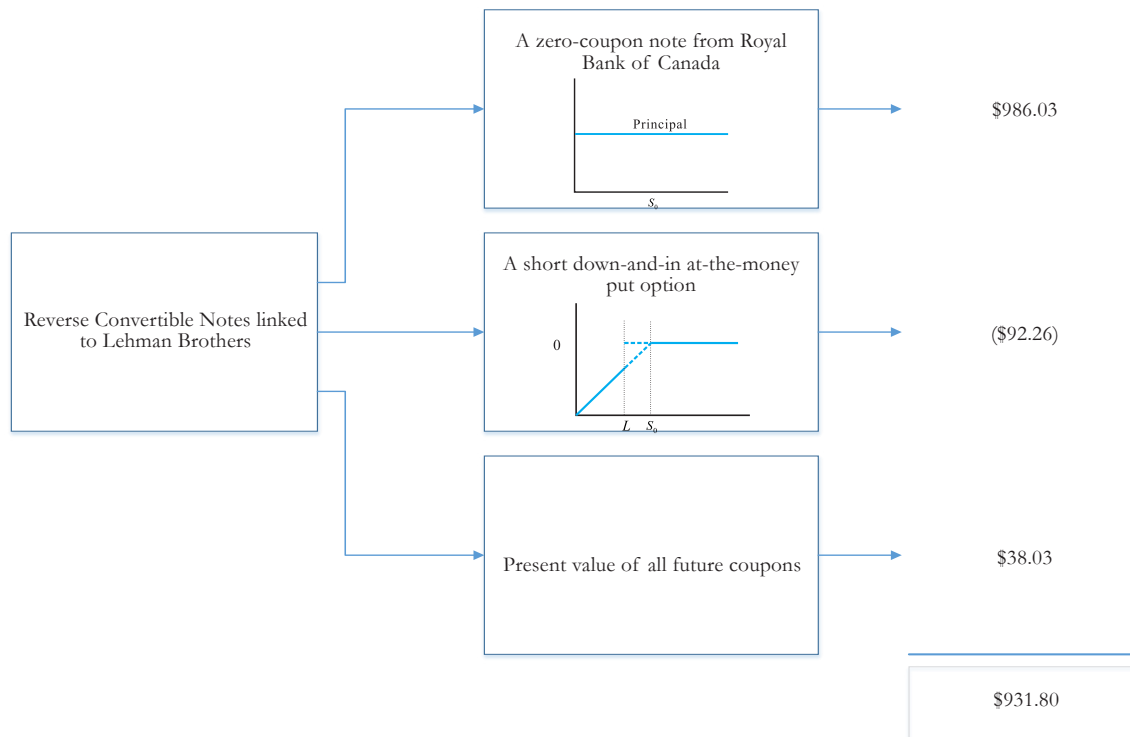 A zero-coupon note from Royal
Bank of Canada
Principal
S₀
$986.03
Reverse Convertible Notes linked
to Lehman Brothers
A short down-and-in at-the-money
put option
0
L S₀
($92.26)
Present value of all future coupons
$38.03
$931.80